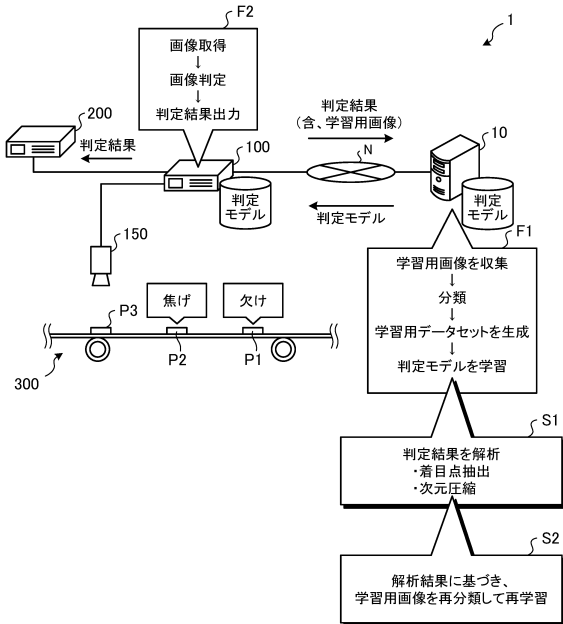 F2
1
画像取得
↓
画像判定
↓
判定結果出力
200
判定結果
100
判定
モデル
判定結果
(含、学習用画像)
N
判定モデル
10
判定
モデル
F1
学習用画像を収集
↓
分類
↓
学習用データセットを生成
↓
判定モデルを学習
150
P3
焦げ
欠け
P2
P1
300
S1
判定結果を解析
・着目点抽出
・次元圧縮
S2
解析結果に基づき、
学習用画像を再分類して再学習